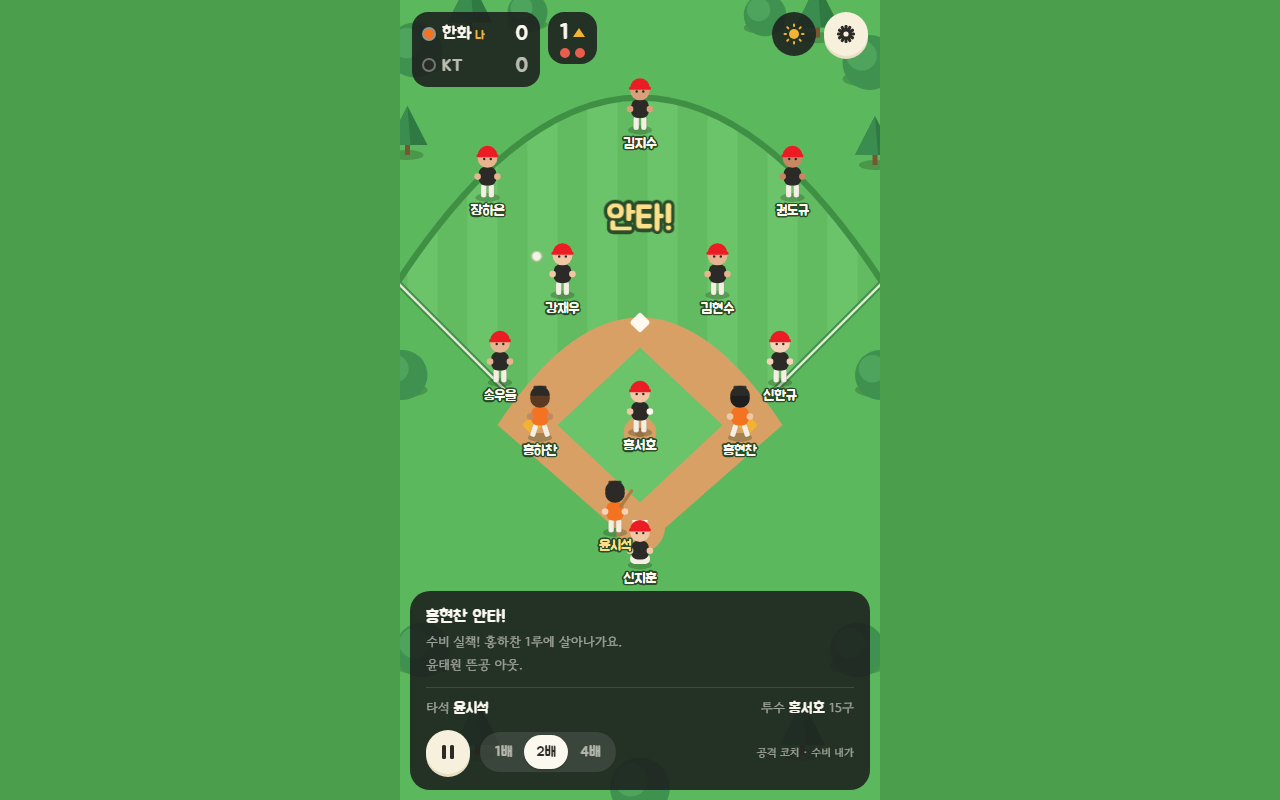 한화 나 0
KT 0
1
김지수
장하은
권도규
안타!
강재우
김현수
송우율
신한규
홍하찬
홍서호
홍현찬
윤시석
신지훈
홍현찬 안타!
수비 실책! 홍하찬 1루에 살아나가요.
윤태원 뜬공 아웃.
타석 윤시석
투수 홍서호 15구
1배 2배 4배
공격 코치 · 수비 내가